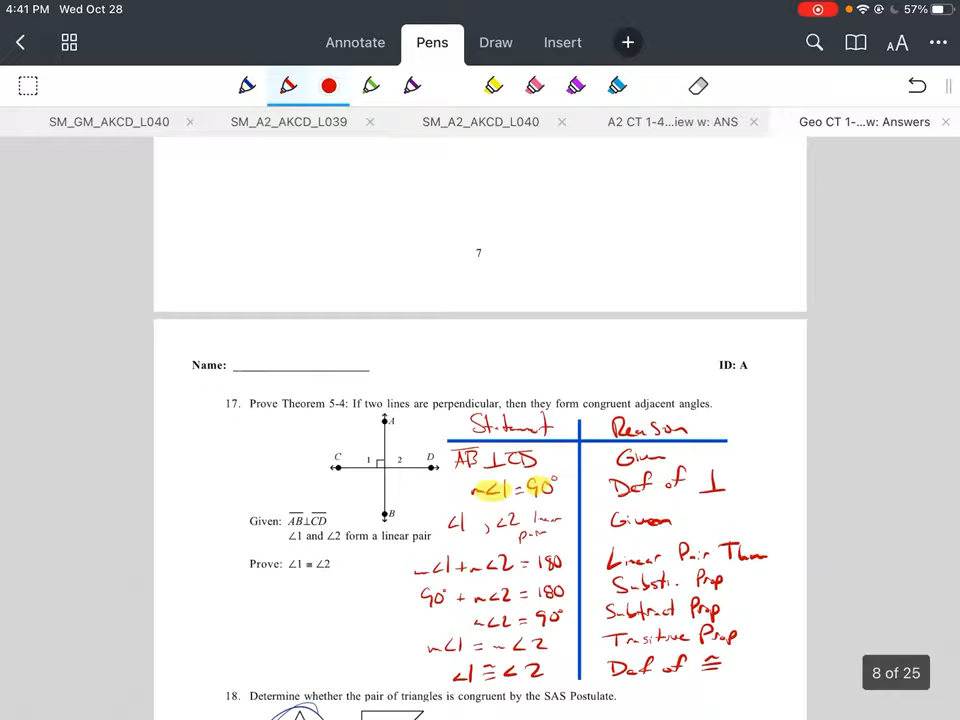 4:41 PM Wed Oct 28
57%
Annotate Pens Draw Insert
AA
SM_GM_AKCD_L040 × SM_A2_AKCD_L039 × SM_A2_AKCD_L040 × A2 CT 1-4...iew w: ANS × Geo CT 1-...w: Answers ×
7
Name: ____________________ ID: A
17. Prove Theorem 5-4: If two lines are perpendicular, then they form congruent adjacent angles.
Statement Reason
A
C 1 2 D
B
AB ⊥ CD Given
m∠1 = 90° Def of ⊥
Given: AB⊥CD
∠1 and ∠2 form a linear pair
∠1, ∠2 linear pair Given
Prove: ∠1 ≅ ∠2
m∠1 + m∠2 = 180 Linear Pair Thm
90° + m∠2 = 180 Substi. Prop
m∠2 = 90° Subtract Prop
m∠1 = m∠2 Transitive Prop
∠1 ≅ ∠2 Def of ≅
8 of 25
18. Determine whether the pair of triangles is congruent by the SAS Postulate.